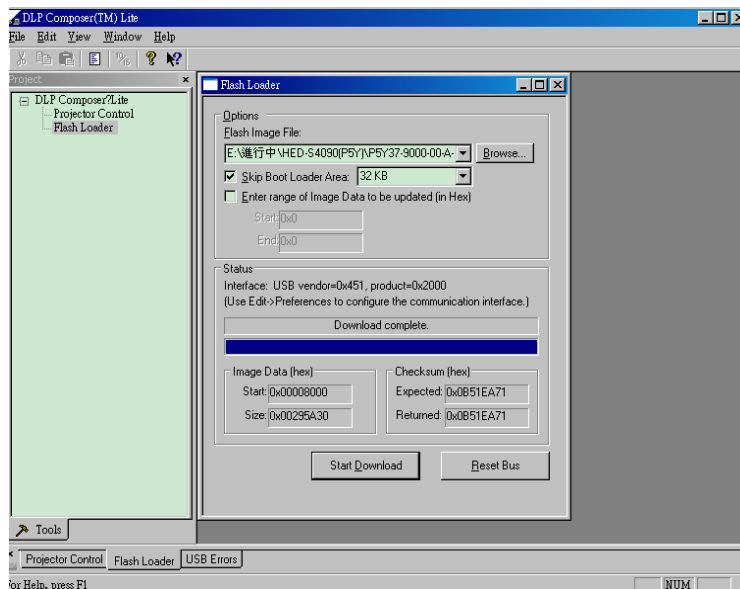 DLP Composer(TM) Lite
File Edit View Window Help
Project
DLP Composer?Lite
Projector Control
Flash Loader
Tools
Flash Loader
Options
Flash Image File:
E:\進行中\HED-S4090(P5Y)\P5Y37-9000-00-A- Browse...
Skip Boot Loader Area: 32 KB
Enter range of Image Data to be updated (in Hex)
Start: 0x0
End: 0x0
Status
Interface: USB vendor=0x451, product=0x2000
(Use Edit->Preferences to configure the communication interface.)
Download complete.
Image Data (hex)
Start: 0x00008000
Size: 0x00295A30
Checksum (hex)
Expected: 0x0B51EA71
Returned: 0x0B51EA71
Start Download Reset Bus
Projector Control Flash Loader USB Errors
For Help, press F1 NUM